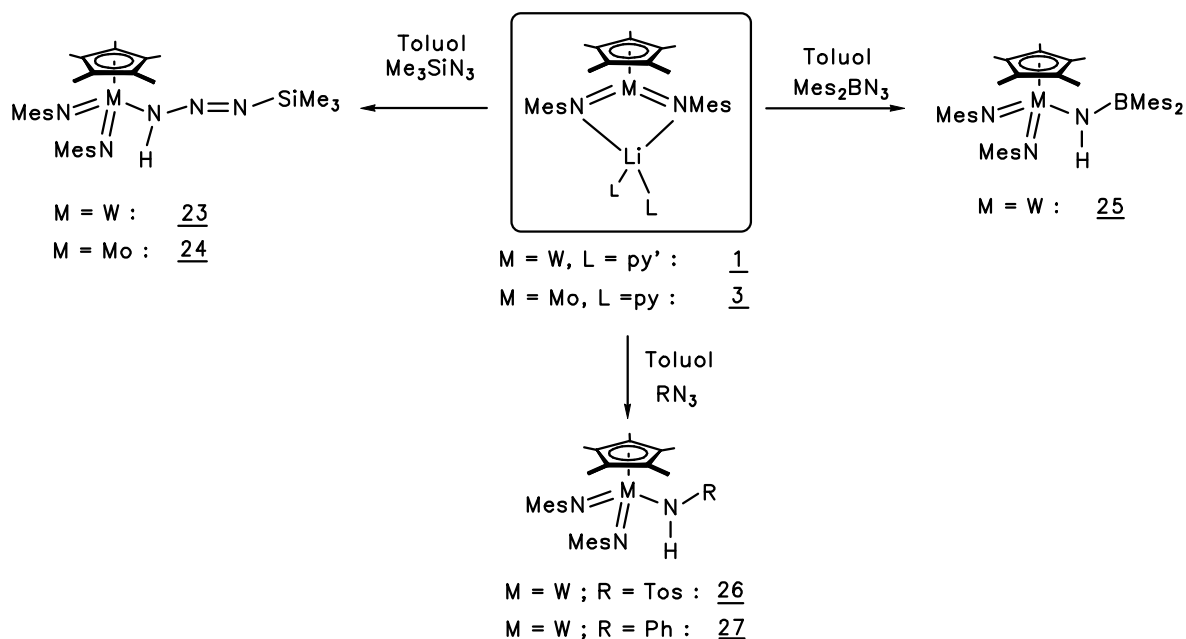 Toluol
Me₃SiN₃
M
MesN
MesN
N
H
N=N
SiMe₃
M = W : 23
M = Mo : 24
M
MesN
NMes
Li
L
L
M = W, L = py' : 1
M = Mo, L =py : 3
Toluol
Mes₂BN₃
M
MesN
MesN
N
H
BMes₂
M = W : 25
Toluol
RN₃
M
MesN
MesN
N
R
H
M = W ; R = Tos : 26
M = W ; R = Ph : 27